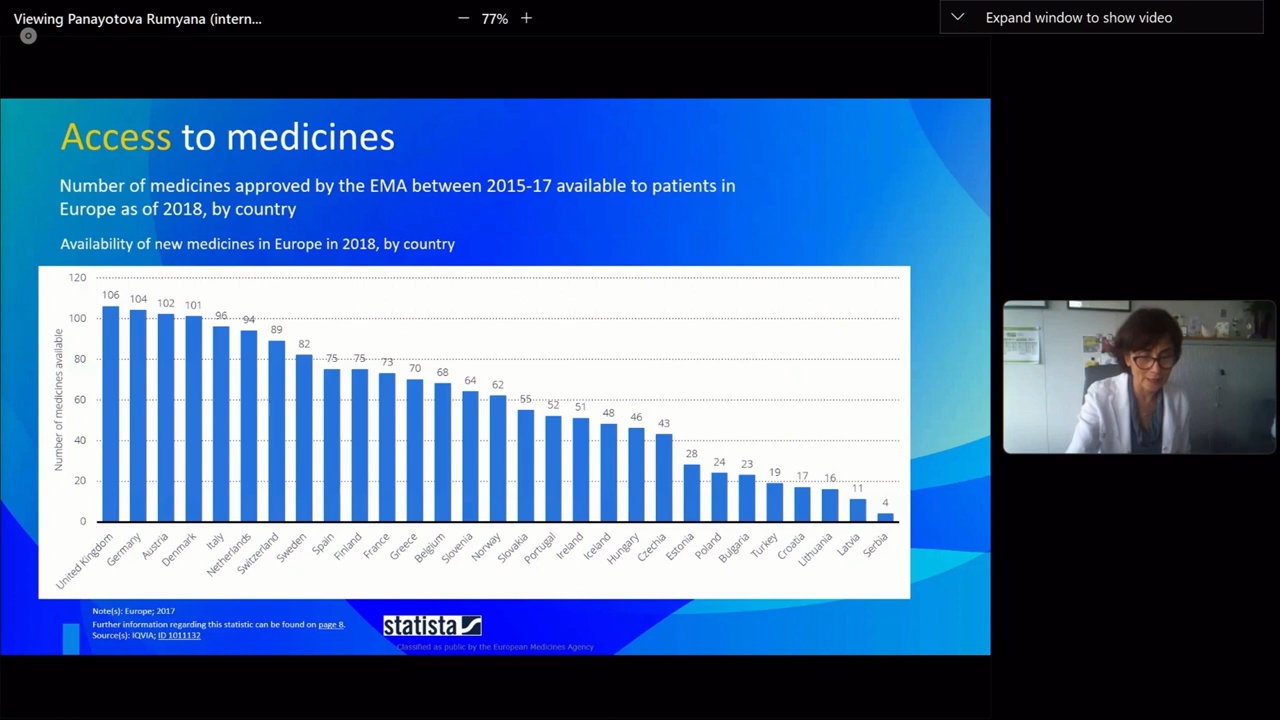 Viewing Panayotova Rumyana (intern...
77%
Expand window to show video
Access to medicines
Number of medicines approved by the EMA between 2015-17 available to patients in
Europe as of 2018, by country
Availability of new medicines in Europe in 2018, by country
Number of medicines available
120
100
80
60
40
20
0
106
104
102
101
96
94
89
82
75
75
73
70
68
64
62
55
52
51
48
46
43
28
24
23
19
17
16
11
4
United Kingdom
Germany
Austria
Denmark
Italy
Netherlands
Switzerland
Sweden
Spain
Finland
France
Greece
Belgium
Slovenia
Norway
Slovakia
Portugal
Ireland
Iceland
Hungary
Czechia
Estonia
Poland
Bulgaria
Turkey
Croatia
Lithuania
Latvia
Serbia
Note(s): Europe; 2017
Further information regarding this statistic can be found on page 8.
Source(s): IQVIA; ID 1011132
statista
Classified as public by the European Medicines Agency